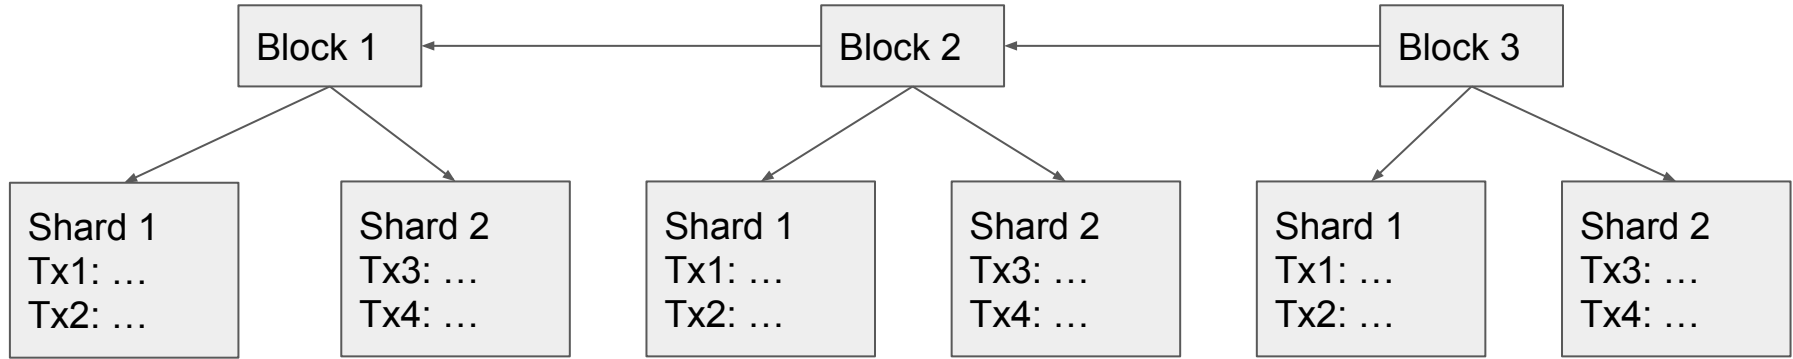 Block 1
Block 2
Block 3
Shard 1
Tx1: …
Tx2: …
Shard 2
Tx3: …
Tx4: …
Shard 1
Tx1: …
Tx2: …
Shard 2
Tx3: …
Tx4: …
Shard 1
Tx1: …
Tx2: …
Shard 2
Tx3: …
Tx4: …